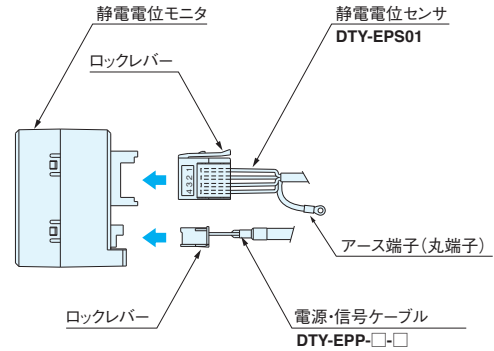 静電電位モニタ
静電電位センサ
DTY-EPS01
ロックレバー
4321
アース端子(丸端子)
ロックレバー
電源・信号ケーブル
DTY-EPP-□-□